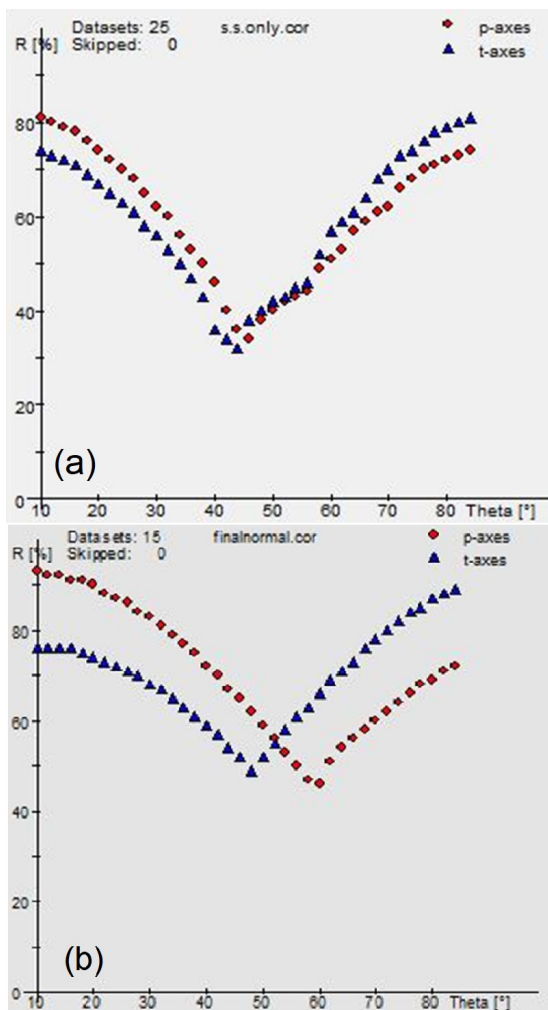 Datasets: 25 s.s.only.cor p-axes
R [%] Skipped: 0 t-axes
80
60
40
20
(a)
0
10 20 30 40 50 60 70 80 Theta [°]
Datasets: 15 finalnormal.cor p-axes
R [%] Skipped: 0 t-axes
80
60
40
20
(b)
0
10 20 30 40 50 60 70 80 Theta [°]